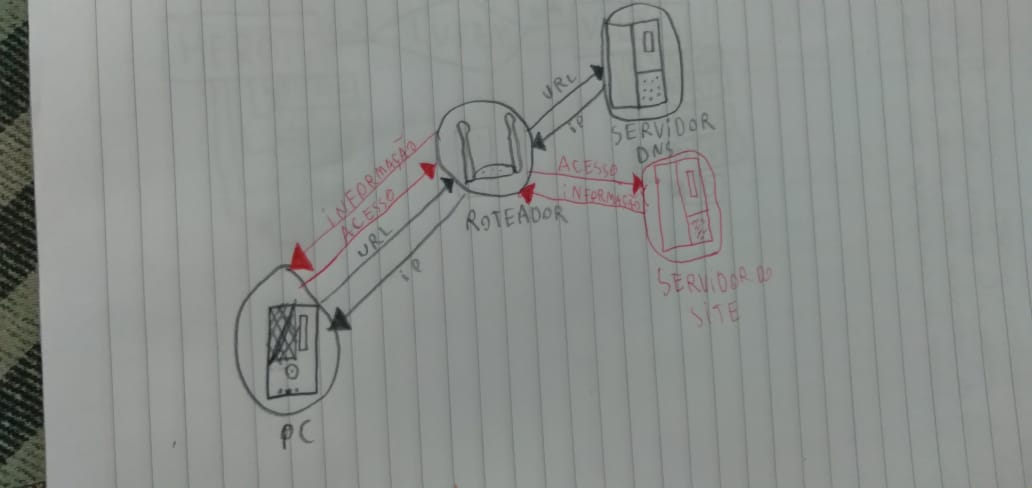 URL
iP
SERViDOR
DNS
iNFORMAÇÃO
ACESSO
URL
iP
ROTEADOR
ACESSO
iNFORMAÇÃO
SERViDOR DO
SiTE
PC